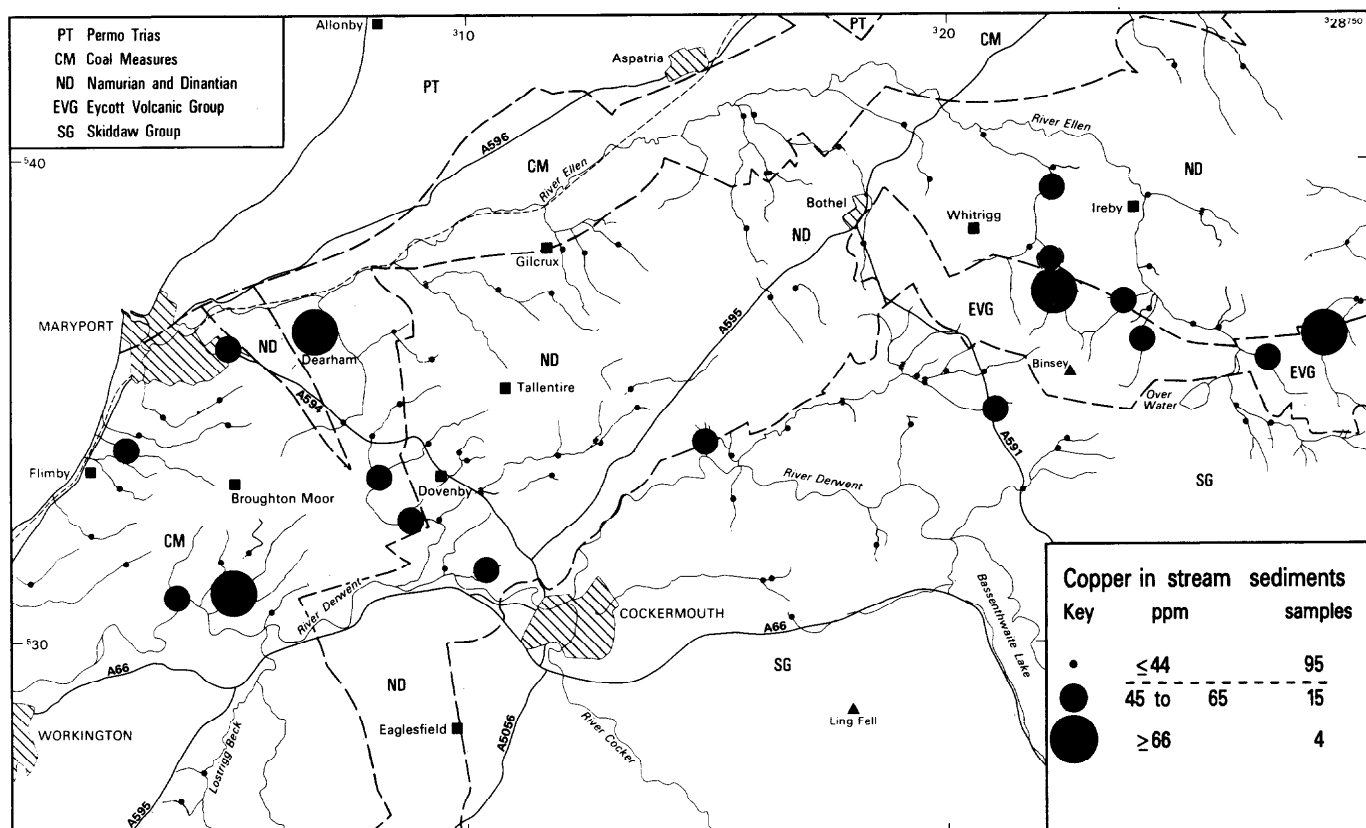 PT Permo Trias
CM Coal Measures
ND Namurian and Dinantian
EVG Eycott Volcanic Group
SG Skiddaw Group
Allonby
310
PT
320
328750
CM
Aspatria
PT
A596
River Ellen
540
CM
River Ellen
ND
Bothel
Whitrigg
Ireby
ND
Gilcrux
EVG
MARYPORT
ND
Dearham
ND
A595
Binsey
EVG
Tallentire
Over
Water
A594
A591
Flimby
Broughton Moor
Dovenby
River Derwent
SG
CM
River Derwent
COCKERMOUTH
A66
Bassenthwaite Lake
530
A66
SG
ND
Ling Fell
WORKINGTON
Eaglesfield
Lostrigg Beck
A5056
River Cocker
A595
Copper in stream sediments
Key ppm samples
≤44 95
45 to 65 15
≥66 4